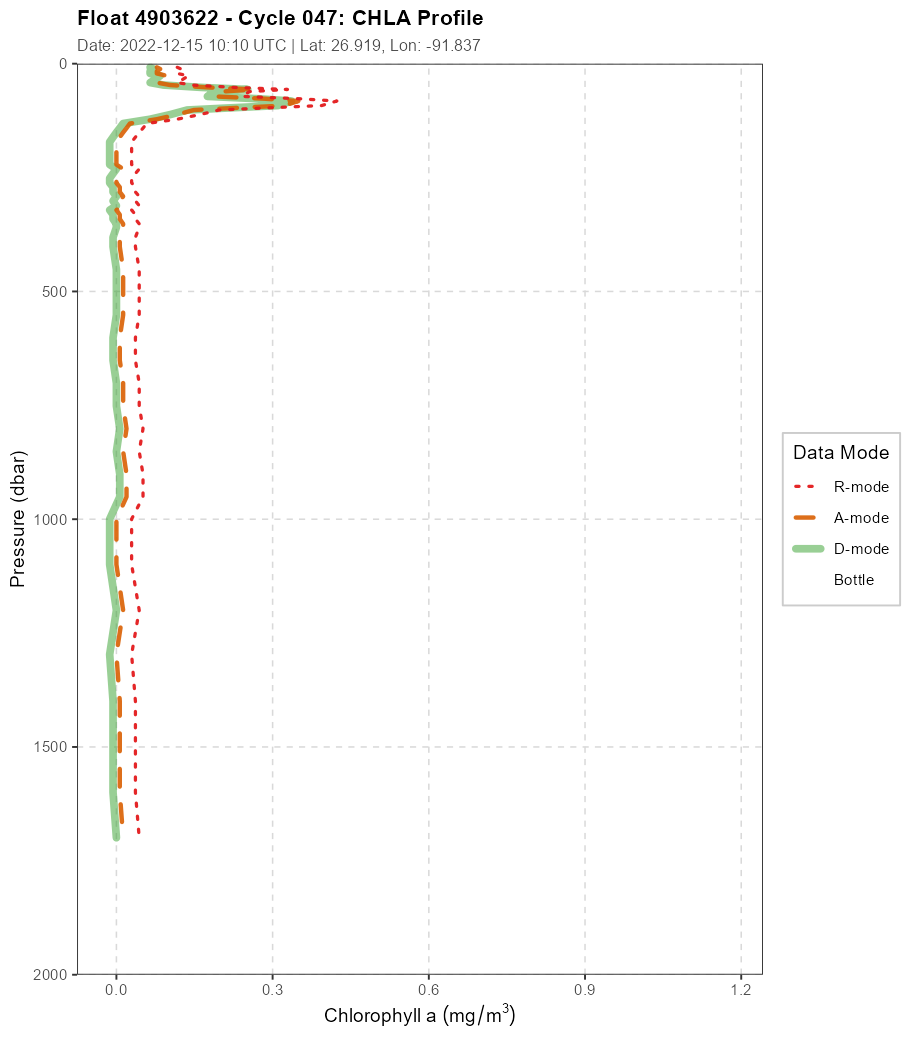 Float 4903622 - Cycle 047: CHLA Profile
Date: 2022-12-15 10:10 UTC | Lat: 26.919, Lon: -91.837
0
500
1000
1500
2000
Pressure (dbar)
0.0
0.3
0.6
0.9
1.2
Chlorophyll a (mg/m³)
Data Mode
R-mode
A-mode
D-mode
Bottle